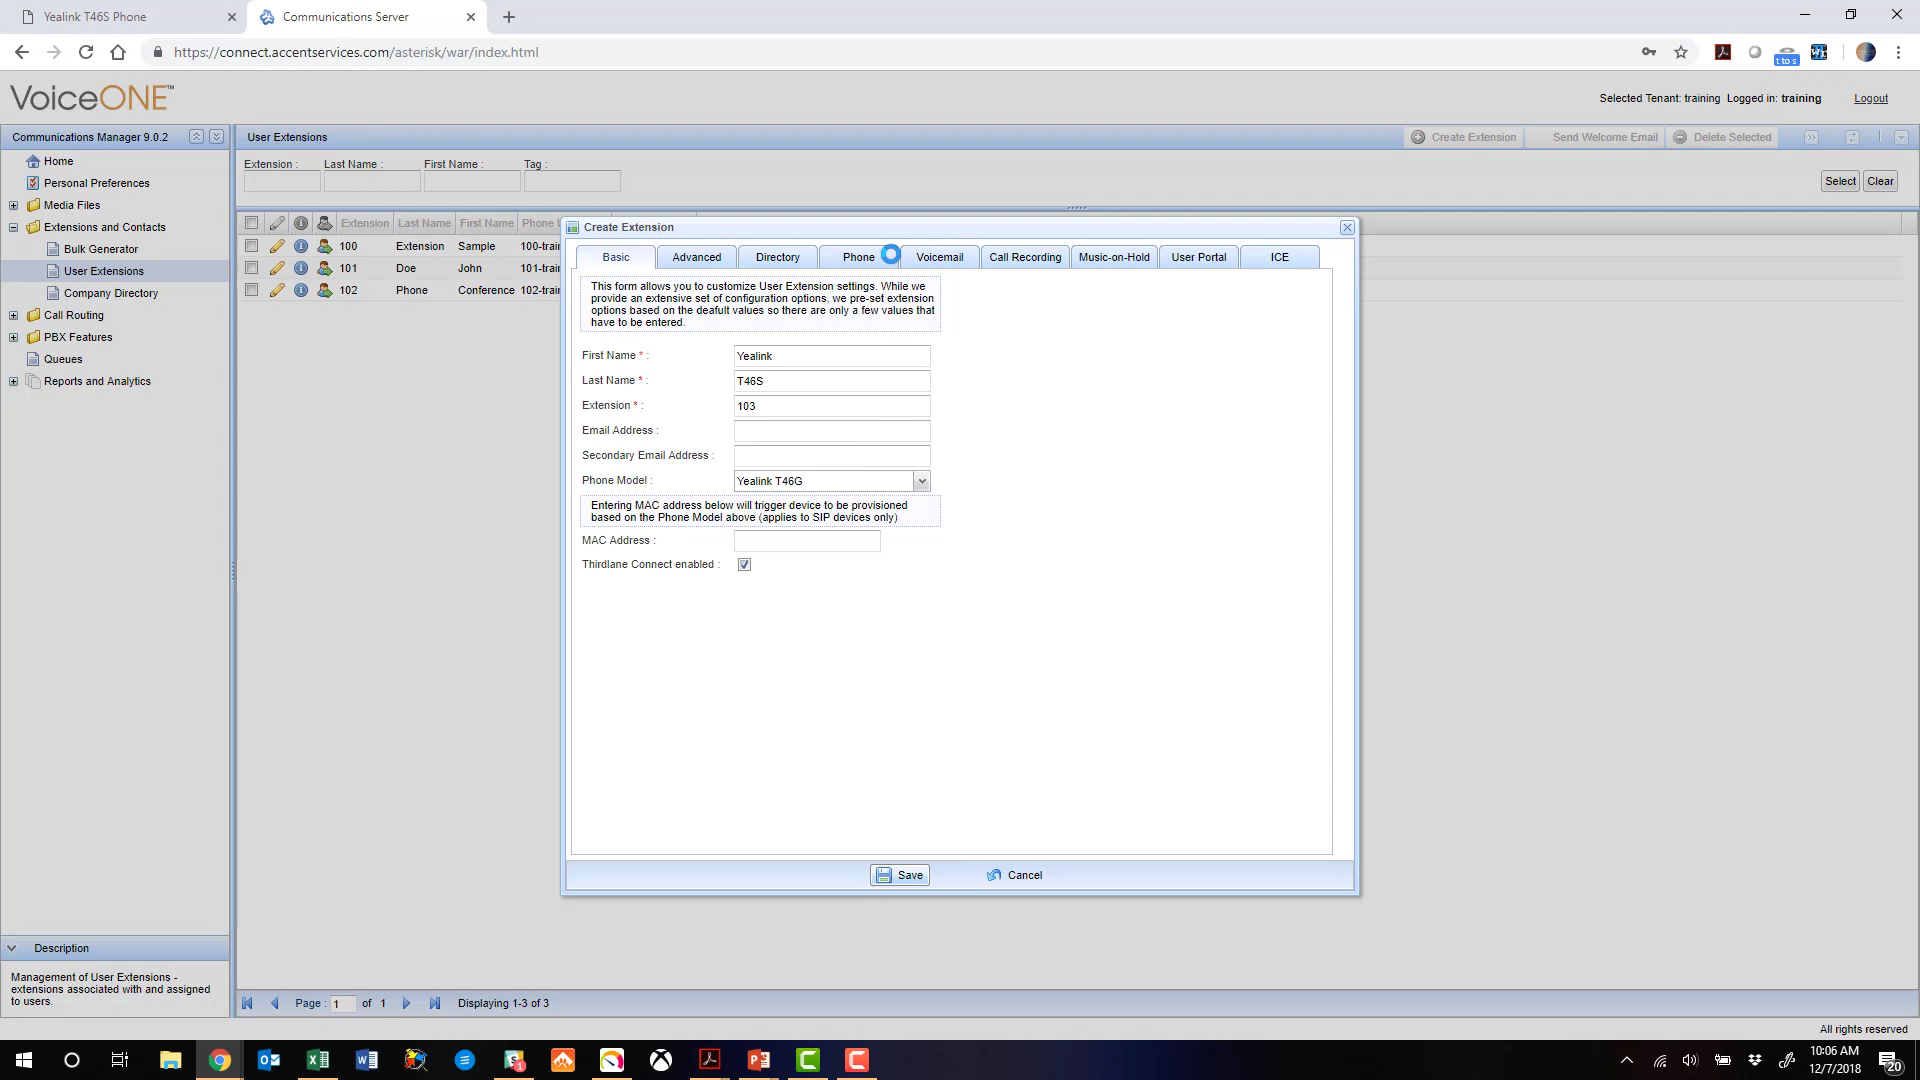 Yealink T46S Phone
Communications Server
https://connect.accentservices.com/asterisk/war/index.html
t to s
VoiceONE™
Selected Tenant: training Logged in: training Logout
Communications Manager 9.0.2
User Extensions
Create Extension
Send Welcome Email
Delete Selected
Home
Personal Preferences
Media Files
Extensions and Contacts
Bulk Generator
User Extensions
Company Directory
Call Routing
PBX Features
Queues
Reports and Analytics
Extension : Last Name : First Name : Tag :
Select Clear
Extension Last Name First Name Phone
100 Extension Sample 100-trai
101 Doe John 101-trai
102 Phone Conference 102-trai
Create Extension
Basic Advanced Directory Phone Voicemail Call Recording Music-on-Hold User Portal ICE
This form allows you to customize User Extension settings. While we
provide an extensive set of configuration options, we pre-set extension
options based on the deafult values so there are only a few values that
have to be entered.
First Name * : Yealink
Last Name * : T46S
Extension * : 103
Email Address :
Secondary Email Address :
Phone Model : Yealink T46G
Entering MAC address below will trigger device to be provisioned
based on the Phone Model above (applies to SIP devices only)
MAC Address :
Thirdlane Connect enabled :
Save Cancel
Description
Management of User Extensions -
extensions associated with and assigned
to users.
Page : 1 of 1 Displaying 1-3 of 3
All rights reserved
10:06 AM
12/7/2018
20